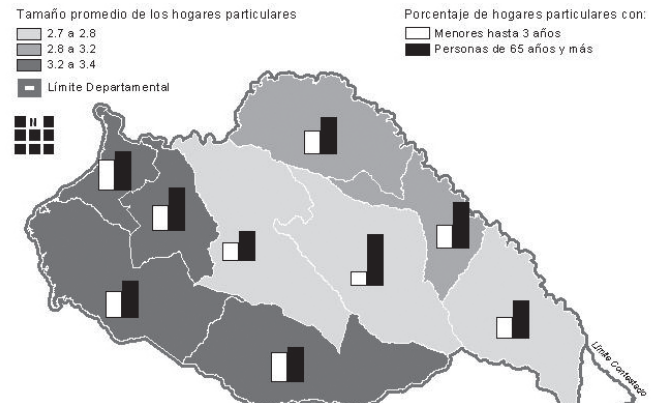 Tamaño promedio de los hogares particulares
2.7 a 2.8
2.8 a 3.2
3.2 a 3.4
Límite Departamental
Porcentaje de hogares particulares con:
Menores hasta 3 años
Personas de 65 años y más
N
Límite Contestado